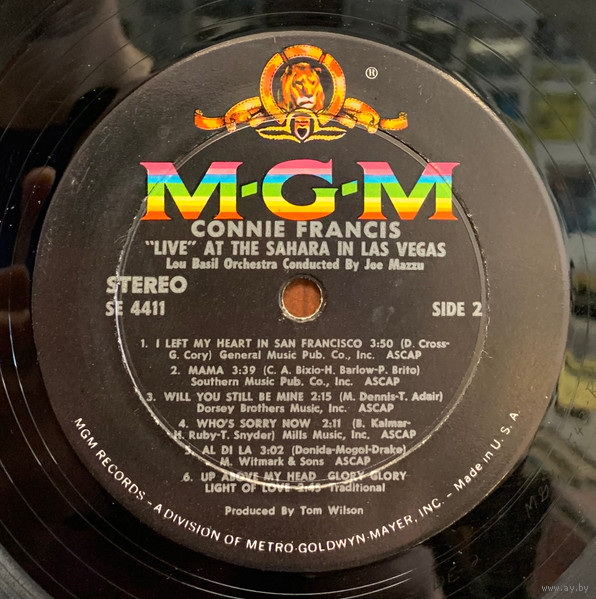 ®
M-G-M
CONNIE FRANCIS
"LIVE" AT THE SAHARA IN LAS VEGAS
Lou Basil Orchestra Conducted By Joe Mazzu
STEREO
SE 4411
SIDE 2
1. I LEFT MY HEART IN SAN FRANCISCO 3:50 (D. Cross-
G. Cory) General Music Pub. Co., Inc. ASCAP
2. MAMA 3:39 (C. A. Bixio-H. Barlow-P. Brito)
Southern Music Pub. Co., Inc. ASCAP
3. WILL YOU STILL BE MINE 2:15 (M. Dennis-T. Adair)
Dorsey Brothers Music, Inc. ASCAP
4. WHO'S SORRY NOW 2:11 (B. Kalmar-
H. Ruby-T. Snyder) Mills Music, Inc. ASCAP
5. AL DI LA 3:02 (Donida-Mogol-Drake)
M. Witmark & Sons ASCAP
6. UP ABOVE MY HEAD GLORY GLORY
LIGHT OF LOVE 2:45 Traditional
Produced By Tom Wilson
MGM RECORDS - A DIVISION OF METRO-GOLDWYN-MAYER, INC. - Made in U. S. A.
www.ay.by